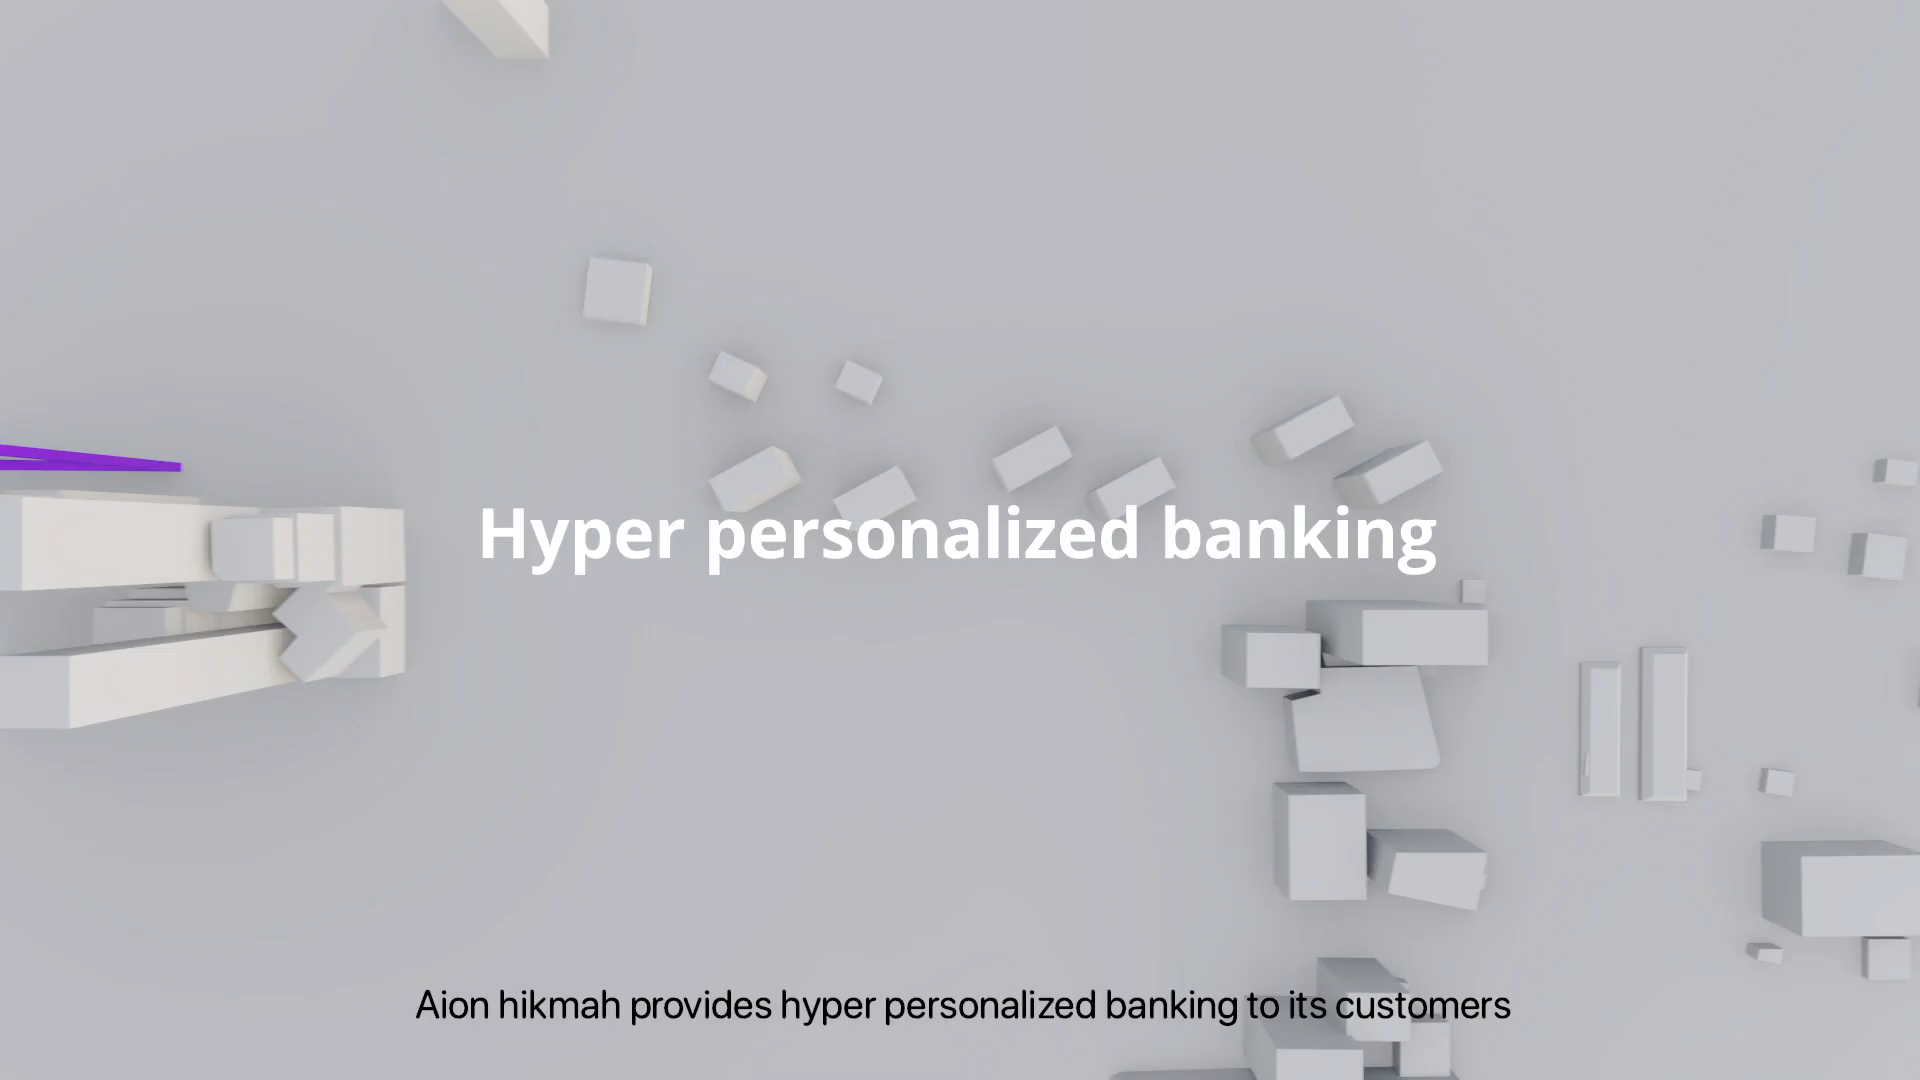 Hyper personalized banking
Aion hikmah provides hyper personalized banking to its customers